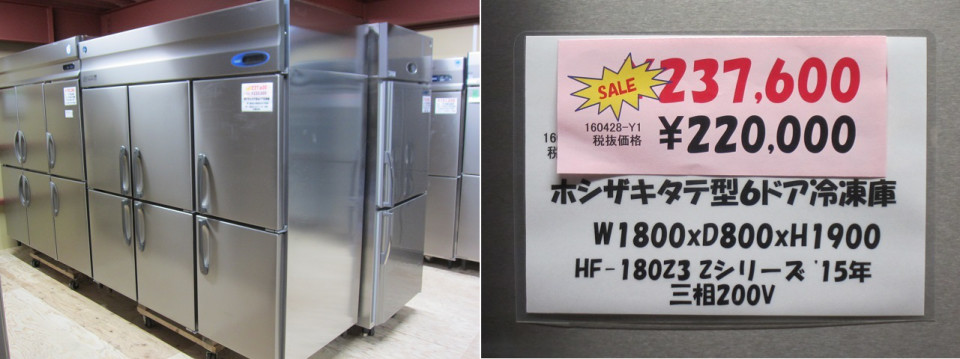 SALE
237,600
160428-Y1
税抜価格
¥220,000
ホシザキタテ型6ドア冷凍庫
W1800xD800xH1900
HF-180Z3 Zシリーズ '15年
三相200V